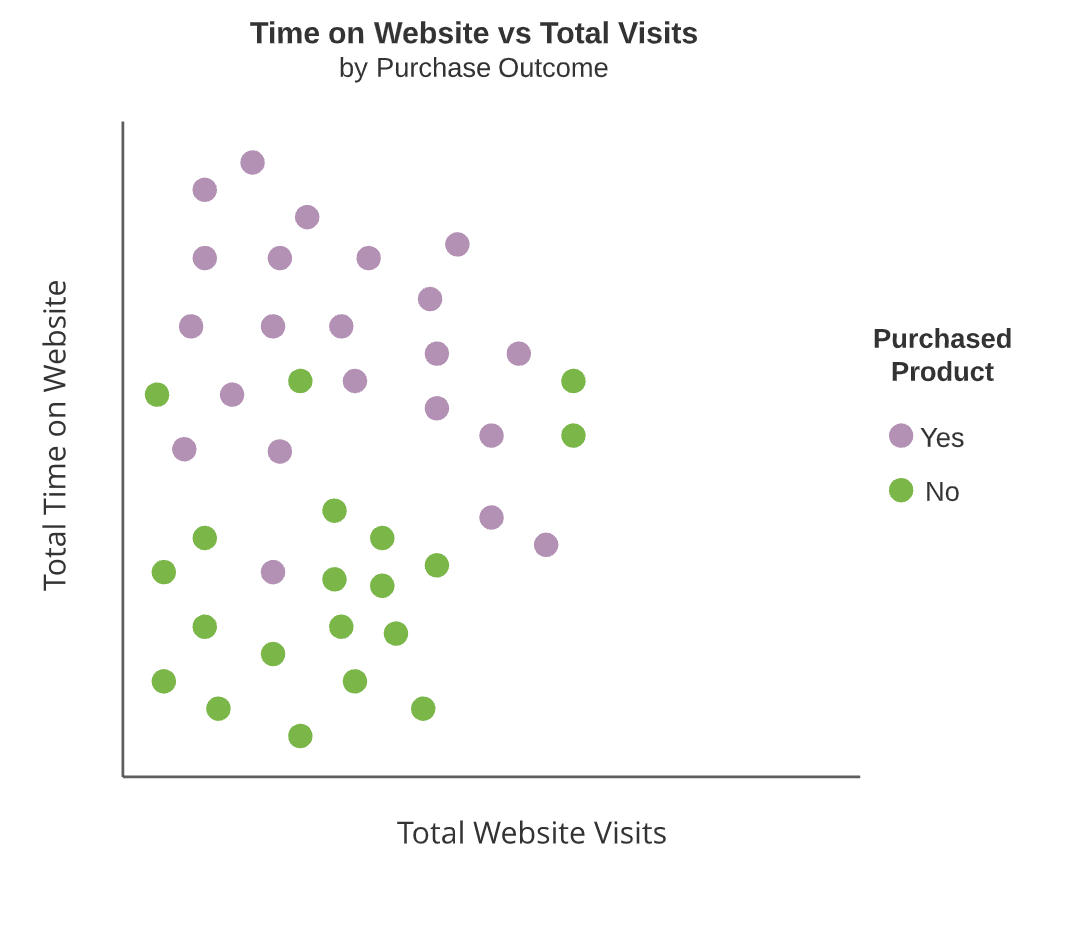 Time on Website vs Total Visits
by Purchase Outcome
Total Time on Website
Purchased
Product
Yes
No
Total Website Visits